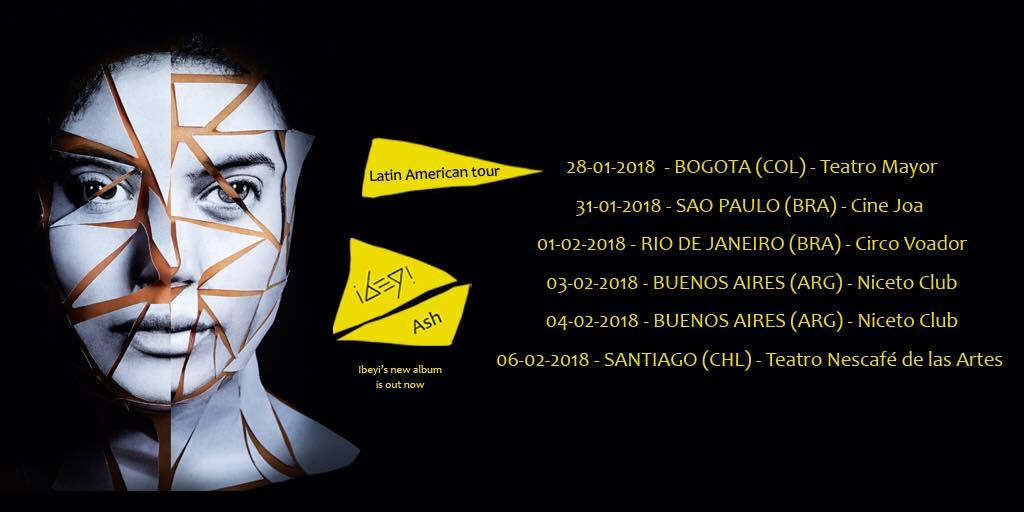 Latin American tour
ibeyi
Ash
Ibeyi's new album
is out now
28-01-2018 - BOGOTA (COL) - Teatro Mayor
31-01-2018 - SAO PAULO (BRA) - Cine Joa
01-02-2018 - RIO DE JANEIRO (BRA) - Circo Voador
03-02-2018 - BUENOS AIRES (ARG) - Niceto Club
04-02-2018 - BUENOS AIRES (ARG) - Niceto Club
06-02-2018 - SANTIAGO (CHL) - Teatro Nescafé de las Artes